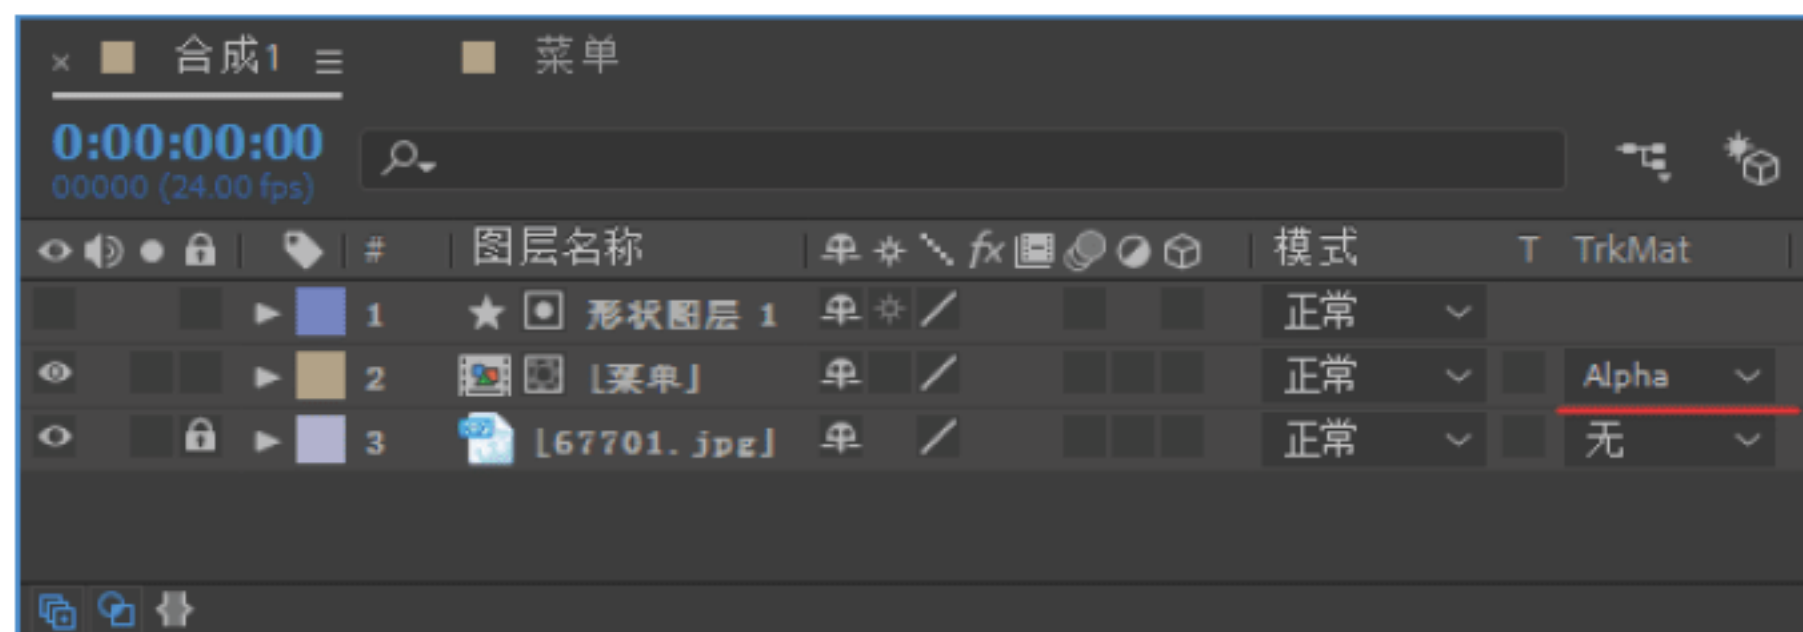 合成1 菜单
0:00:00:00
00000 (24.00 fps)
# 图层名称 fx 模式 T TrkMat
1 形状图层 1 正常
2 [菜单] 正常 Alpha
3 [67701.jpg] 正常 无